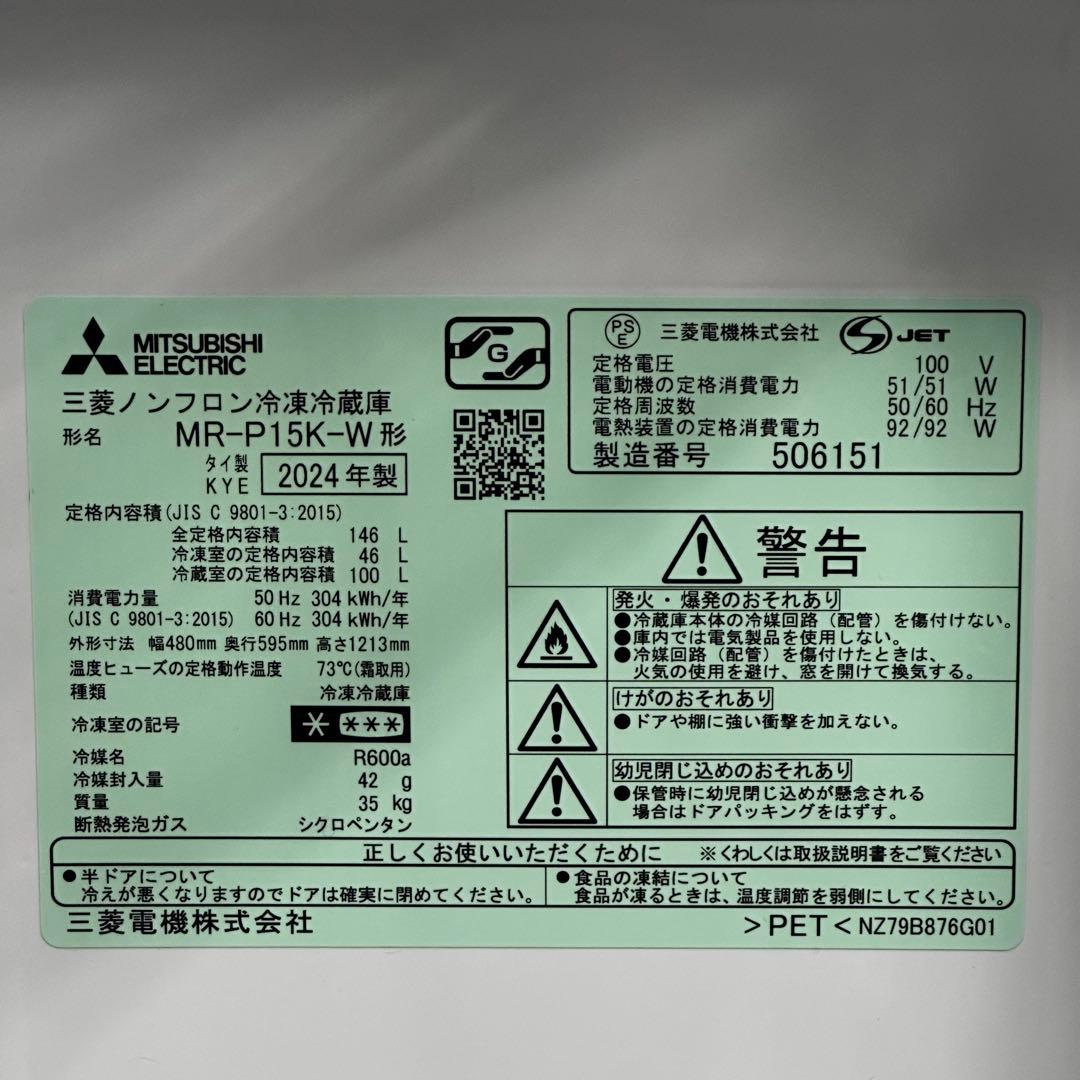 MITSUBISHI
ELECTRIC
三菱ノンフロン冷凍冷蔵庫
形名 MR-P15K-W形
タイ製
KYE 2024年製
定格内容積(JIS C 9801-3:2015)
全定格内容積 146 L
冷凍室の定格内容積 46 L
冷蔵室の定格内容積 100 L
消費電力量 50 Hz 304 kWh/年
(JIS C 9801-3:2015) 60 Hz 304 kWh/年
外形寸法 幅480mm 奥行595mm 高さ1213mm
温度ヒューズの定格動作温度 73℃(霜取用)
種類 冷凍冷蔵庫
冷凍室の記号 * ***
冷媒名 R600a
冷媒封入量 42 g
質量 35 kg
断熱発泡ガス シクロペンタン
G
PS
E 三菱電機株式会社 S JET
定格電圧 100 V
電動機の定格消費電力 51/51 W
定格周波数 50/60 Hz
電熱装置の定格消費電力 92/92 W
製造番号 506151
警告
発火・爆発のおそれあり
●冷蔵庫本体の冷媒回路(配管)を傷付けない。
●庫内では電気製品を使用しない。
●冷媒回路(配管)を傷付けたときは、
火気の使用を避け、窓を開けて換気する。
けがのおそれあり
●ドアや棚に強い衝撃を加えない。
幼児閉じ込めのおそれあり
●保管時に幼児閉じ込めが懸念される
場合はドアパッキングをはずす。
正しくお使いいただくために ※くわしくは取扱説明書をご覧ください
●半ドアについて
冷えが悪くなりますのでドアは確実に閉めてください。
●食品の凍結について
食品が凍るときは、温度調節を弱側にしてください。
三菱電機株式会社
>PET< NZ79B876G01